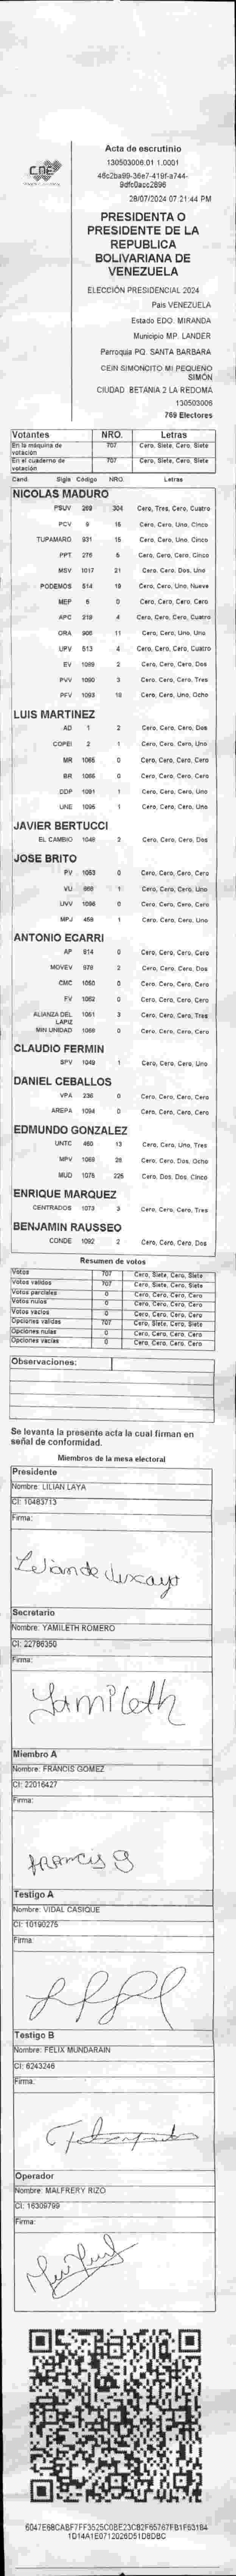 CNE
Acta de escrutinio
130503006.01 1.0001
46c2ba99-36e7-419f-a744-
9dfc0acc2896
28/07/2024 07:21:44 PM
PRESIDENTA O
PRESIDENTE DE LA
REPUBLICA
BOLIVARIANA DE
VENEZUELA
ELECCIÓN PRESIDENCIAL 2024
Pais VENEZUELA
Estado EDO. MIRANDA
Municipio MP. LANDER
Parroquia PQ. SANTA BARBARA
CEIN SIMONCITO MI PEQUEÑO
SIMÓN
CIUDAD BETANIA 2 LA REDOMA
130503006
769 Electores
Votantes NRO. Letras
En la máquina de votación 707 Cero, Siete, Cero, Siete
En el cuaderno de votación 707 Cero, Siete, Cero, Siete
Cand. Sigla Código NRO. Letras
NICOLAS MADURO
PSUV 269 304 Cero, Tres, Cero, Cuatro
PCV 9 15 Cero, Cero, Uno, Cinco
TUPAMARO 931 15 Cero, Cero, Uno, Cinco
PPT 276 5 Cero, Cero, Cero, Cinco
MSV 1017 21 Cero, Cero, Dos, Uno
PODEMOS 514 19 Cero, Cero, Uno, Nueve
MEP 5 0 Cero, Cero, Cero, Cero
APC 219 4 Cero, Cero, Cero, Cuatro
ORA 906 11 Cero, Cero, Uno, Uno
UPV 613 4 Cero, Cero, Cero, Cuatro
EV 1089 2 Cero, Cero, Cero, Dos
PVV 1090 3 Cero, Cero, Cero, Tres
PFV 1093 18 Cero, Cero, Uno, Ocho
LUIS MARTINEZ
AD 1 2 Cero, Cero, Cero, Dos
COPEI 2 1 Cero, Cero, Cero, Uno
MR 1065 0 Cero, Cero, Cero, Cero
BR 1066 0 Cero, Cero, Cero, Cero
DDP 1091 1 Cero, Cero, Cero, Uno
UNE 1095 1 Cero, Cero, Cero, Uno
JAVIER BERTUCCI
EL CAMBIO 1048 2 Cero, Cero, Cero, Dos
JOSE BRITO
PV 1053 0 Cero, Cero, Cero, Cero
VU 868 1 Cero, Cero, Cero, Uno
UVV 1096 0 Cero, Cero, Cero, Cero
MPJ 458 1 Cero, Cero, Cero, Uno
ANTONIO ECARRI
AP 814 0 Cero, Cero, Cero, Cero
MOVEV 978 2 Cero, Cero, Cero, Dos
CMC 1050 0 Cero, Cero, Cero, Cero
FV 1052 0 Cero, Cero, Cero, Cero
ALIANZA DEL LAPIZ 1051 3 Cero, Cero, Cero, Tres
MIN UNIDAD 1068 0 Cero, Cero, Cero, Cero
CLAUDIO FERMIN
SPV 1049 1 Cero, Cero, Cero, Uno
DANIEL CEBALLOS
VPA 236 0 Cero, Cero, Cero, Cero
AREPA 1094 0 Cero, Cero, Cero, Cero
EDMUNDO GONZALEZ
UNTC 460 13 Cero, Cero, Uno, Tres
MPV 1069 28 Cero, Cero, Dos, Ocho
MUD 1075 225 Cero, Dos, Dos, Cinco
ENRIQUE MARQUEZ
CENTRADOS 1073 3 Cero, Cero, Cero, Tres
BENJAMIN RAUSSEO
CONDE 1092 2 Cero, Cero, Cero, Dos
Resumen de votos
Votos 707 Cero, Siete, Cero, Siete
Votos válidos 707 Cero, Siete, Cero, Siete
Votos parciales 0 Cero, Cero, Cero, Cero
Votos nulos 0 Cero, Cero, Cero, Cero
Votos vacíos 0 Cero, Cero, Cero, Cero
Opciones válidas 707 Cero, Siete, Cero, Siete
Opciones nulas 0 Cero, Cero, Cero, Cero
Opciones vacías 0 Cero, Cero, Cero, Cero
Observaciones:
Se levanta la presente acta la cual firman en
señal de conformidad.
Miembros de la mesa electoral
Presidente
Nombre: LILIAN LAYA
CI: 10463713
Firma:
Secretario
Nombre: YAMILETH ROMERO
CI: 22786350
Firma:
Yamileth
Miembro A
Nombre: FRANCIS GOMEZ
CI: 22016427
Firma:
Francis G
Testigo A
Nombre: VIDAL CASIQUE
CI: 10190275
Firma:
Testigo B
Nombre: FELIX MUNDARAIN
CI: 6243246
Firma:
Operador
Nombre: MALFRERY RIZO
CI: 16309799
Firma:
6047E68CABF7FF3525C0BE23C82F65767FB1F631B4
1D14A1E0712026D51D8DBC